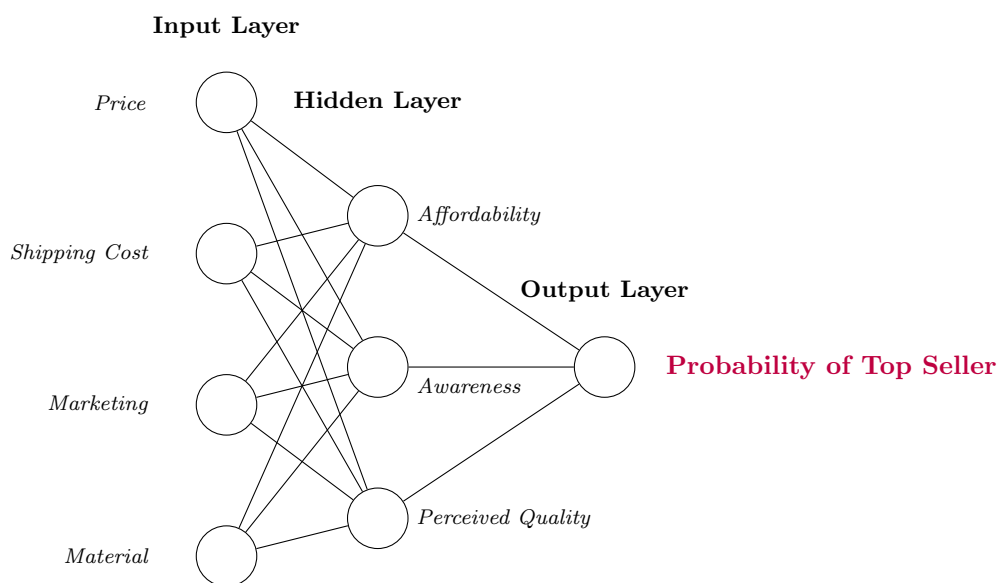 Input Layer
Price
Hidden Layer
Affordability
Shipping Cost
Output Layer
Probability of Top Seller
Awareness
Marketing
Perceived Quality
Material